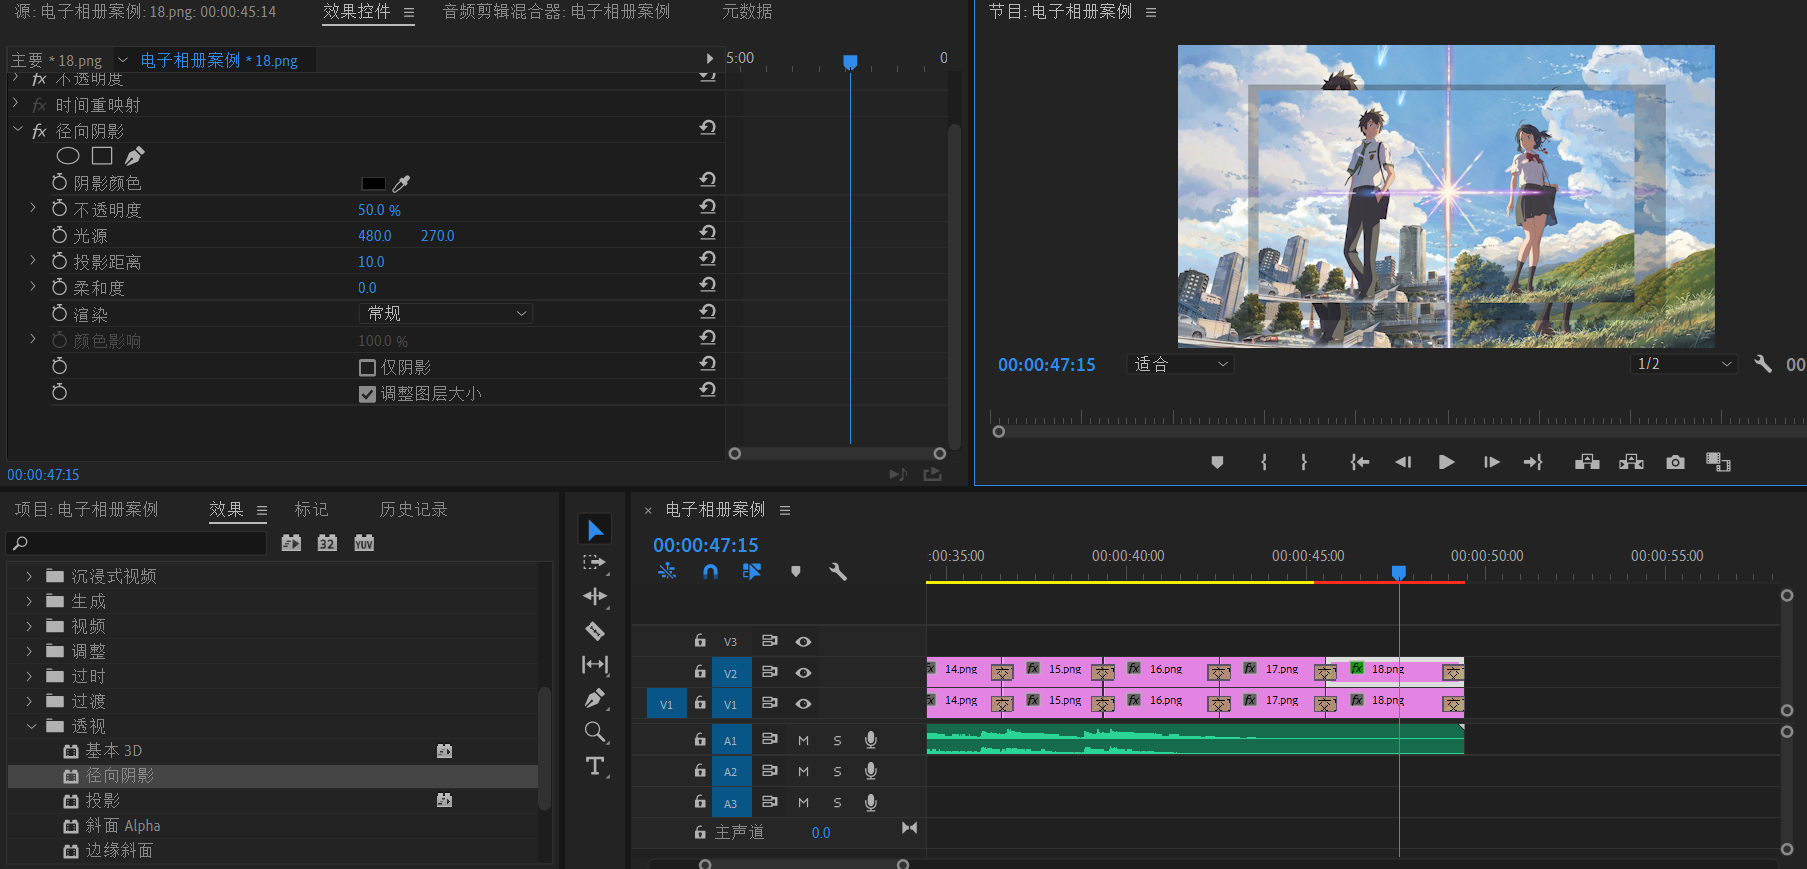 源: 电子相册案例: 18.png: 00:00:45:14
效果控件
音频剪辑混合器: 电子相册案例
元数据
主要 * 18.png
电子相册案例 * 18.png
5:00
0
fx 不透明度
fx 时间重映射
fx 径向阴影
阴影颜色
不透明度 50.0 %
光源 480.0 270.0
投影距离 10.0
柔和度 0.0
渲染 常规
颜色影响 100.0 %
仅阴影
调整图层大小
00:00:47:15
节目: 电子相册案例
00:00:47:15
适合
1/2
00
项目: 电子相册案例
效果
标记
历史记录
32
YUV
沉浸式视频
生成
视频
调整
过时
过渡
透视
基本 3D
径向阴影
投影
斜面 Alpha
边缘斜面
T
× 电子相册案例
00:00:47:15
:00:35:00
00:00:40:00
00:00:45:00
00:00:50:00
00:00:55:00
V3
V2
fx 14.png
fx 15.png
fx 16.png
fx 17.png
fx 18.png
V1
V1
fx 14.png
fx 15.png
fx 16.png
fx 17.png
fx 18.png
A1 M S
A2 M S
A3 M S
主声道 0.0